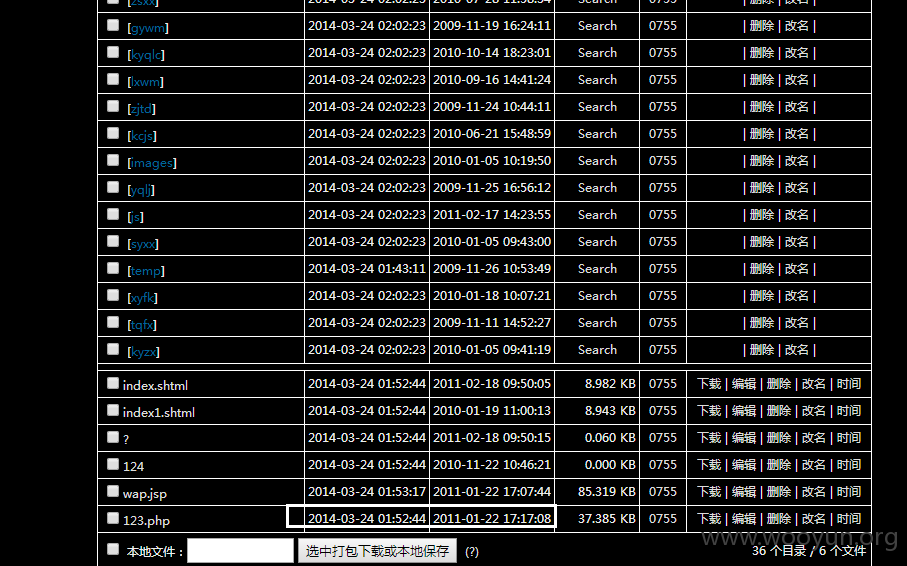 [zsxx] 2014-03-24 02:02:23 2010-07-28 11:58:54 Search 0755 | 删除 | 改名 |
[gywm] 2014-03-24 02:02:23 2009-11-19 16:24:11 Search 0755 | 删除 | 改名 |
[kyqlc] 2014-03-24 02:02:23 2010-10-14 18:23:01 Search 0755 | 删除 | 改名 |
[lxwm] 2014-03-24 02:02:23 2010-09-16 14:41:24 Search 0755 | 删除 | 改名 |
[zjtd] 2014-03-24 02:02:23 2009-11-24 10:44:11 Search 0755 | 删除 | 改名 |
[kcjs] 2014-03-24 02:02:23 2010-06-21 15:48:59 Search 0755 | 删除 | 改名 |
[images] 2014-03-24 02:02:23 2010-01-05 10:19:50 Search 0755 | 删除 | 改名 |
[yqlj] 2014-03-24 02:02:23 2009-11-25 16:56:12 Search 0755 | 删除 | 改名 |
[js] 2014-03-24 02:02:23 2011-02-17 14:23:55 Search 0755 | 删除 | 改名 |
[syxx] 2014-03-24 02:02:23 2010-01-05 09:43:00 Search 0755 | 删除 | 改名 |
[temp] 2014-03-24 01:43:11 2009-11-26 10:53:49 Search 0755 | 删除 | 改名 |
[xyfk] 2014-03-24 02:02:23 2010-01-18 10:07:21 Search 0755 | 删除 | 改名 |
[tqfx] 2014-03-24 02:02:23 2009-11-11 14:52:27 Search 0755 | 删除 | 改名 |
[kyzx] 2014-03-24 02:02:23 2010-01-05 09:41:19 Search 0755 | 删除 | 改名 |
index.shtml 2014-03-24 01:52:44 2011-02-18 09:50:05 8.982 KB 0755 下载 | 编辑 | 删除 | 改名 | 时间
index1.shtml 2014-03-24 01:52:44 2010-01-19 11:00:13 8.943 KB 0755 下载 | 编辑 | 删除 | 改名 | 时间
? 2014-03-24 01:52:44 2011-02-18 09:50:15 0.060 KB 0755 下载 | 编辑 | 删除 | 改名 | 时间
124 2014-03-24 01:52:44 2010-11-22 10:46:21 0.000 KB 0755 下载 | 编辑 | 删除 | 改名 | 时间
wap.jsp 2014-03-24 01:53:17 2011-01-22 17:07:44 85.319 KB 0755 下载 | 编辑 | 删除 | 改名 | 时间
123.php 2014-03-24 01:52:44 2011-01-22 17:17:08 37.385 KB 0755 下载 | 编辑 | 删除 | 改名 | 时间
www.wooyun.org
本地文件： 选中打包下载或本地保存 (?) 36 个目录 / 6 个文件